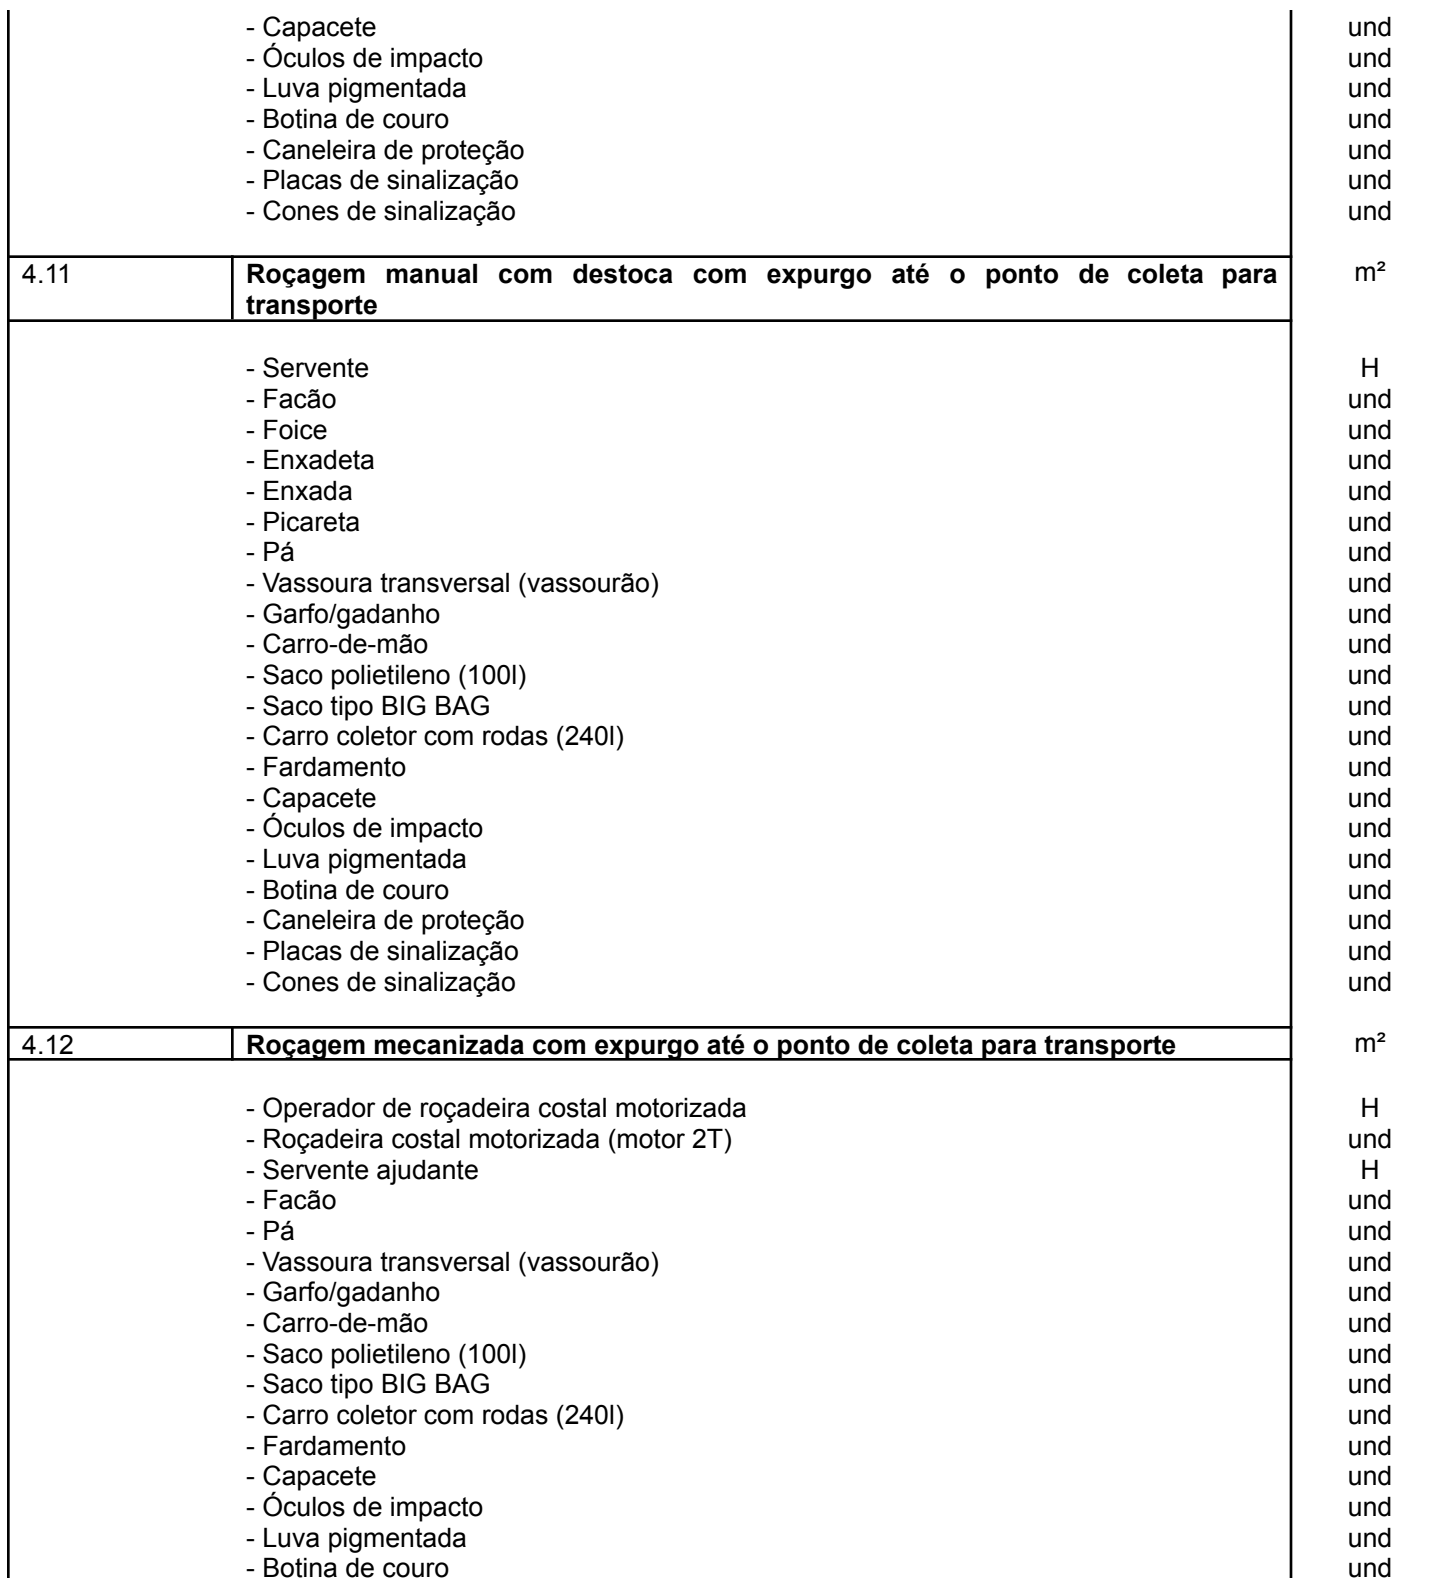 - Capacete und
- Óculos de impacto und
- Luva pigmentada und
- Botina de couro und
- Caneleira de proteção und
- Placas de sinalização und
- Cones de sinalização und
4.11 Roçagem manual com destoca com expurgo até o ponto de coleta para m²
transporte
- Servente H
- Facão und
- Foice und
- Enxadeta und
- Enxada und
- Picareta und
- Pá und
- Vassoura transversal (vassourão) und
- Garfo/gadanho und
- Carro-de-mão und
- Saco polietileno (100l) und
- Saco tipo BIG BAG und
- Carro coletor com rodas (240l) und
- Fardamento und
- Capacete und
- Óculos de impacto und
- Luva pigmentada und
- Botina de couro und
- Caneleira de proteção und
- Placas de sinalização und
- Cones de sinalização und
4.12 Roçagem mecanizada com expurgo até o ponto de coleta para transporte m²
- Operador de roçadeira costal motorizada H
- Roçadeira costal motorizada (motor 2T) und
- Servente ajudante H
- Facão und
- Pá und
- Vassoura transversal (vassourão) und
- Garfo/gadanho und
- Carro-de-mão und
- Saco polietileno (100l) und
- Saco tipo BIG BAG und
- Carro coletor com rodas (240l) und
- Fardamento und
- Capacete und
- Óculos de impacto und
- Luva pigmentada und
- Botina de couro und